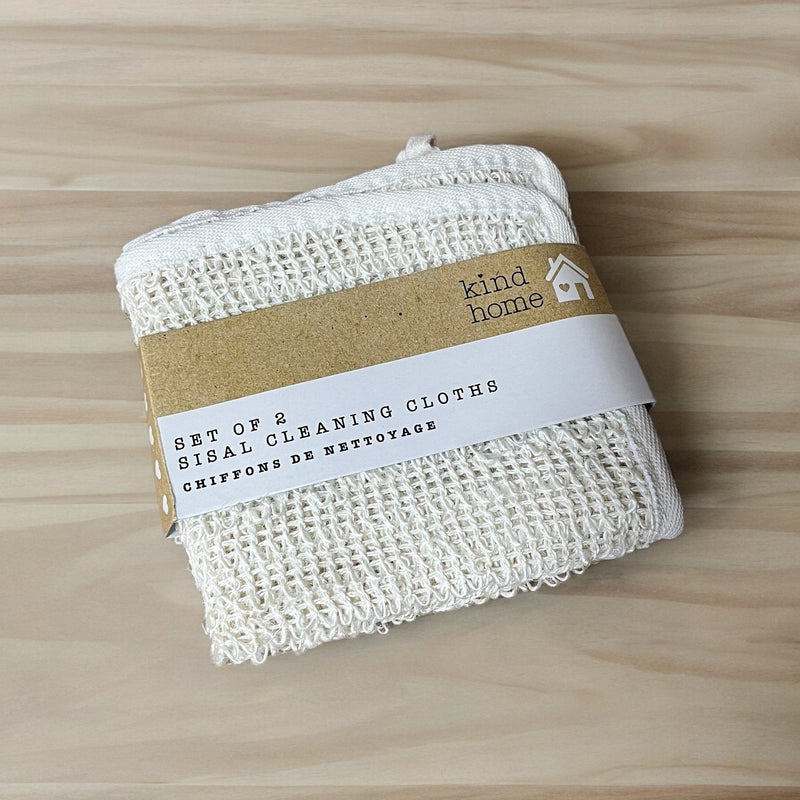 kind
home
SET OF 2
SISAL CLEANING CLOTHS
CHIFFONS DE NETTOYAGE